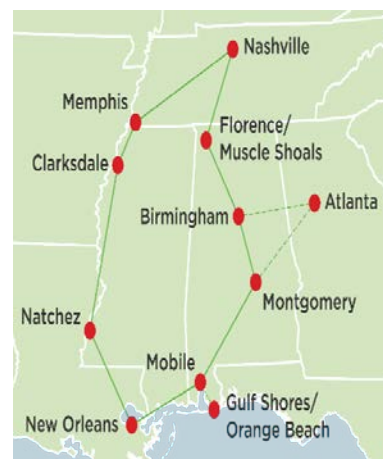 Nashville
Memphis
Florence/
Muscle Shoals
Clarksdale
Atlanta
Birmingham
Montgomery
Natchez
Mobile
Gulf Shores/
Orange Beach
New Orleans